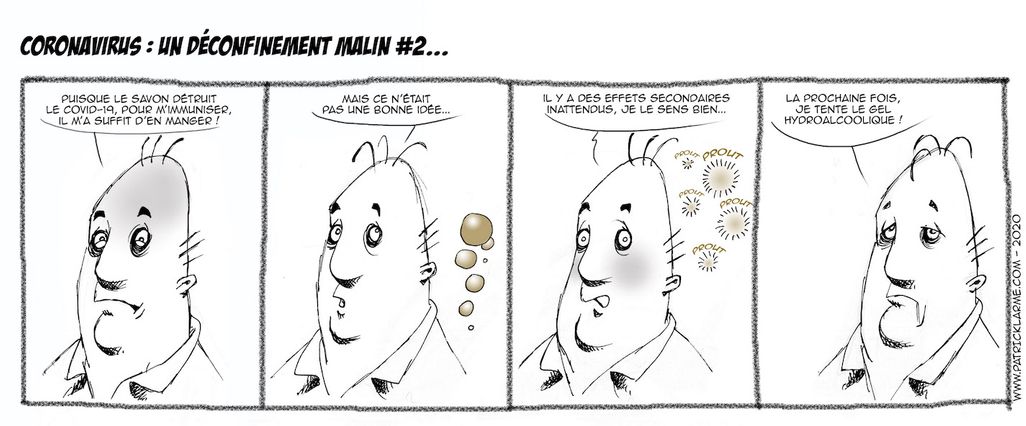 CORONAVIRUS : UN DÉCONFINEMENT MALIN #2...
PUISQUE LE SAVON DÉTRUIT
LE COVID-19, POUR M'IMMUNISER,
IL M'A SUFFIT D'EN MANGER !
MAIS CE N'ÉTAIT
PAS UNE BONNE IDÉE...
IL Y A DES EFFETS SECONDAIRES
INATTENDUS, JE LE SENS BIEN...
PROUT
PROUT
PROUT
PROUT
PROUT
LA PROCHAINE FOIS,
JE TENTE LE GEL
HYDROALCOOLIQUE !
WWW.PATRICKLARME.COM - 2020